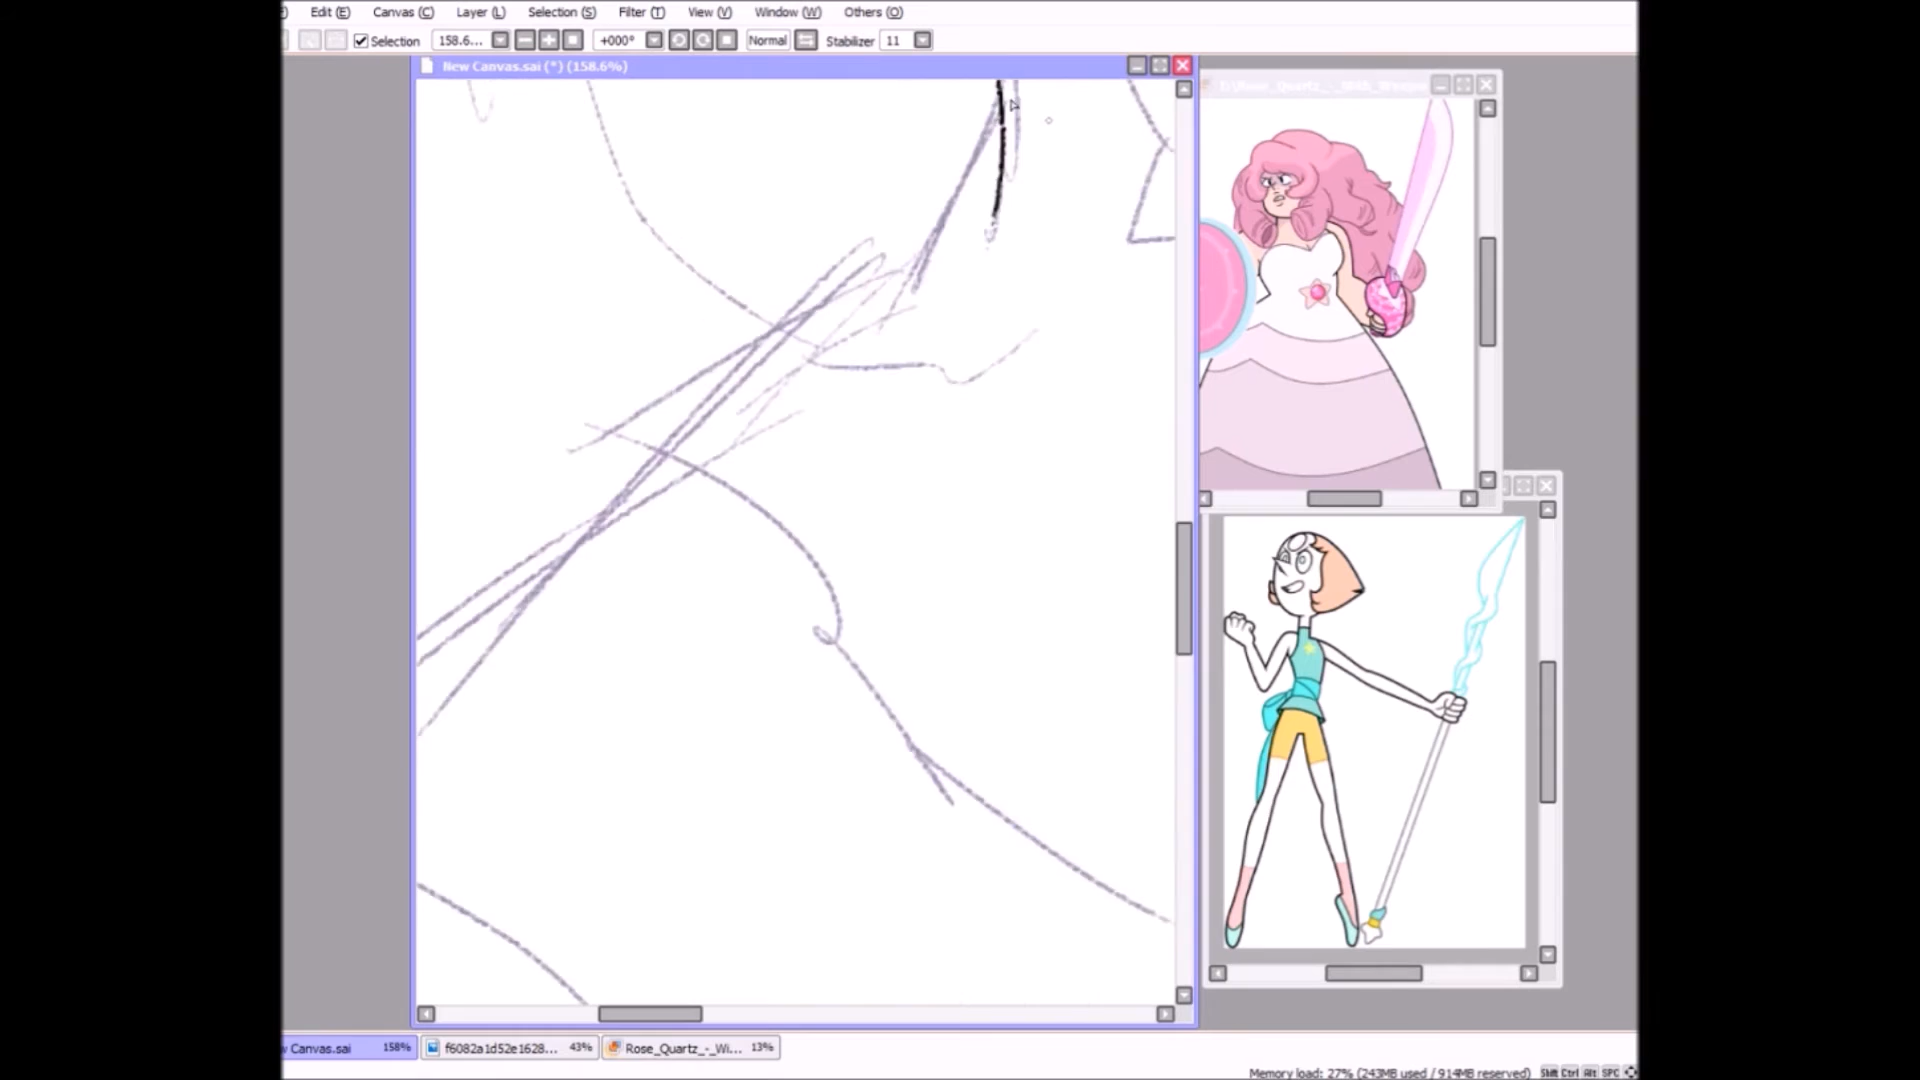 Edit (E) Canvas (C) Layer (L) Selection (S) Filter (T) View (V) Window (W) Others (O)
Selection 158.6... +000° Normal Stabilizer 11
New Canvas.sai (*) (158.6%)
Canvas.sai 158% f6082a1d52e1628... 43% Rose_Quartz_-_Wi... 13%
Memory load: 27% (243MB used / 914MB reserved) Shift Ctrl Alt SPC